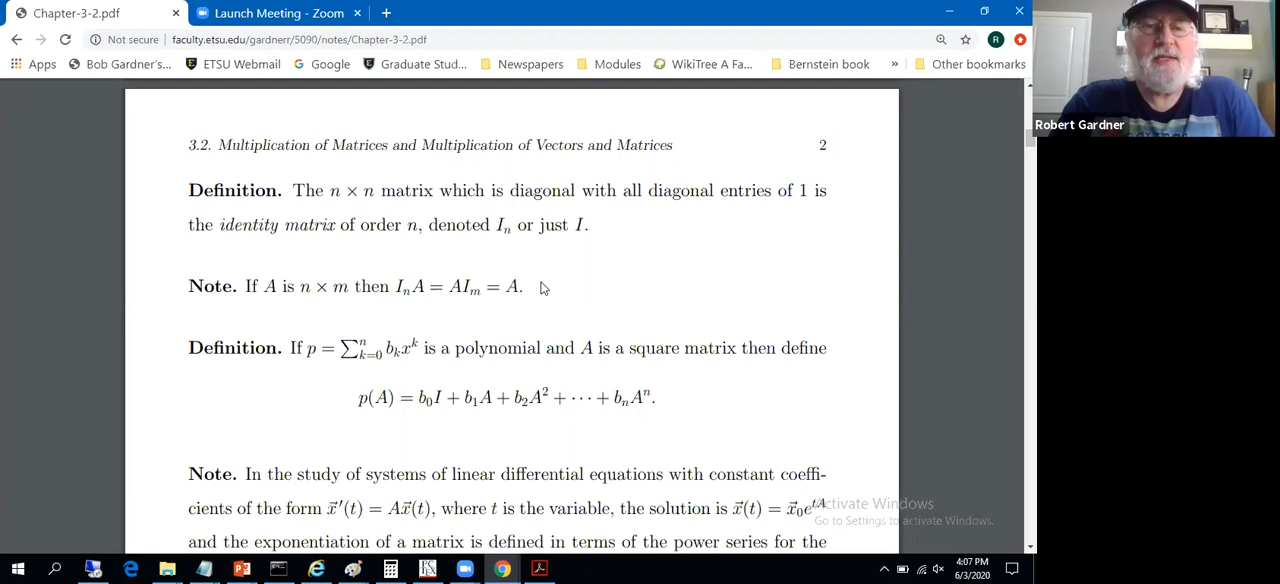 Chapter-3-2.pdf
Launch Meeting - Zoom
Not secure | faculty.etsu.edu/gardnerr/5090/notes/Chapter-3-2.pdf
R
Apps Bob Gardner's... ETSU Webmail Google Graduate Stud... Newspapers Modules WikiTree A Fa... Bernstein book » Other bookmarks
Robert Gardner
3.2. Multiplication of Matrices and Multiplication of Vectors and Matrices 2
Definition. The n × n matrix which is diagonal with all diagonal entries of 1 is
the identity matrix of order n, denoted Iₙ or just I.
Note. If A is n × m then IₙA = AIₘ = A.
Definition. If p = ∑ⁿₖ₌₀ bₖxᵏ is a polynomial and A is a square matrix then define
p(A) = b₀I + b₁A + b₂A² + ··· + bₙAⁿ.
Note. In the study of systems of linear differential equations with constant coeffi-
cients of the form x⃗ ′(t) = Ax⃗(t), where t is the variable, the solution is x⃗(t) = x⃗₀eᵗᴬ
and the exponentiation of a matrix is defined in terms of the power series for the
Activate Windows
Go to Settings to activate Windows.
4:07 PM
6/3/2020